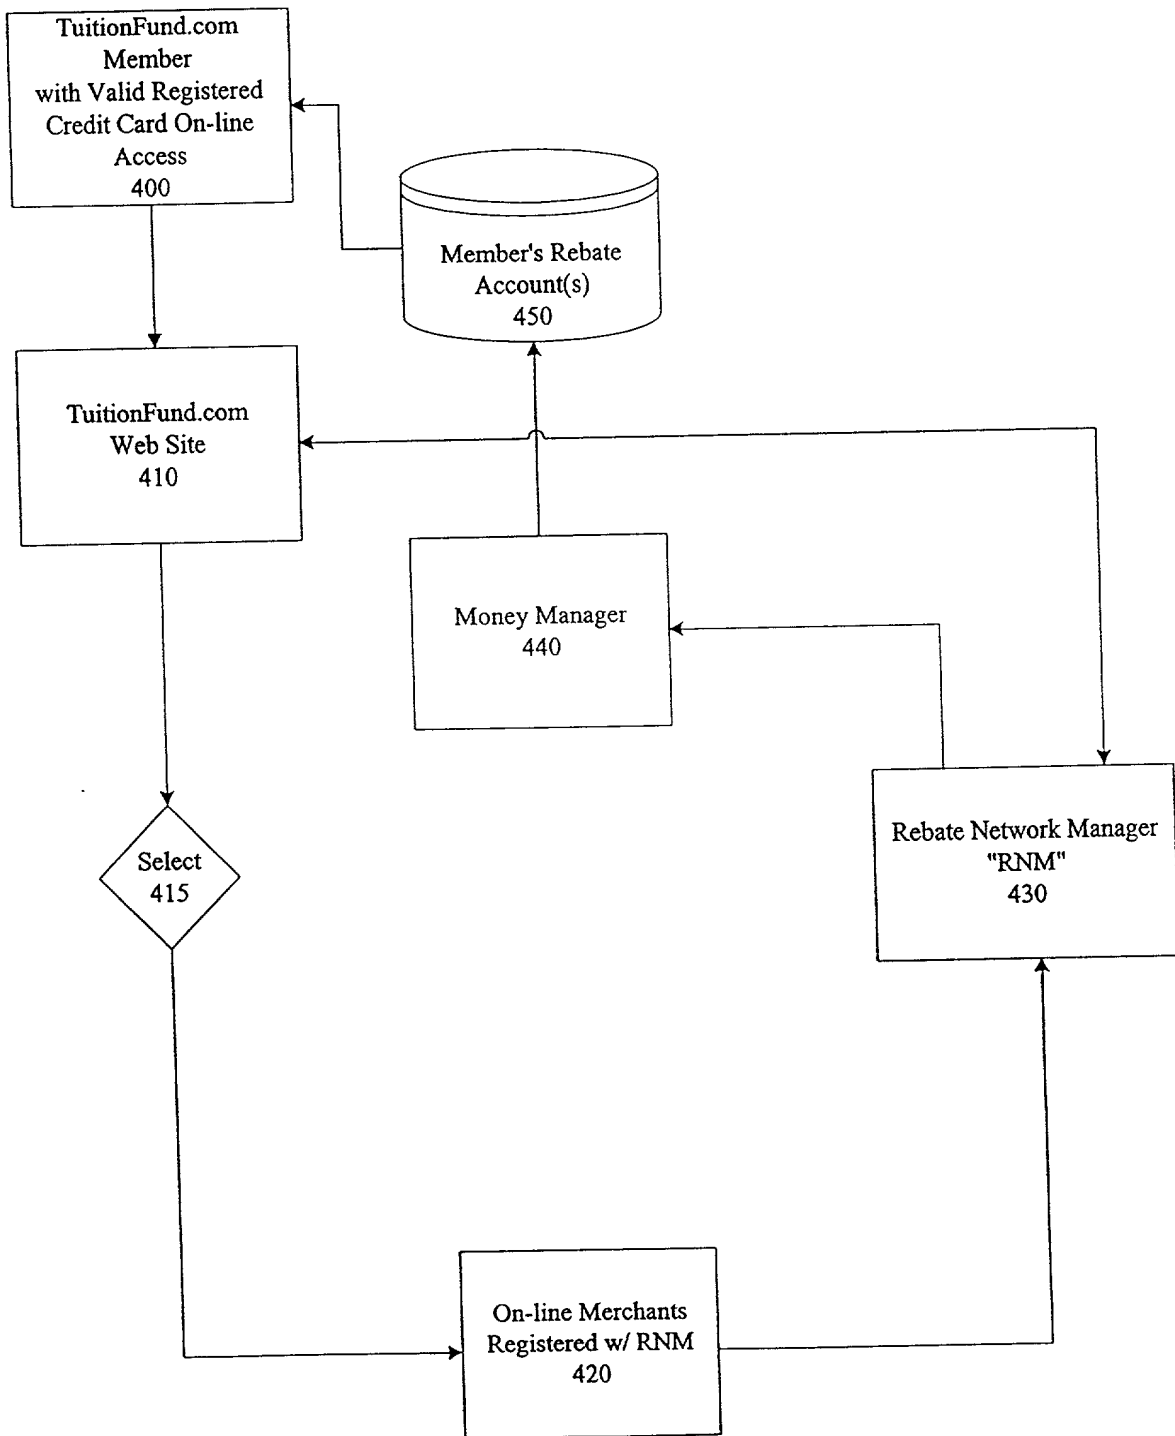 TuitionFund.com
Member
with Valid Registered
Credit Card On-line
Access
400
Member's Rebate
Account(s)
450
TuitionFund.com
Web Site
410
Money Manager
440
Select
415
Rebate Network Manager
"RNM"
430
On-line Merchants
Registered w/ RNM
420